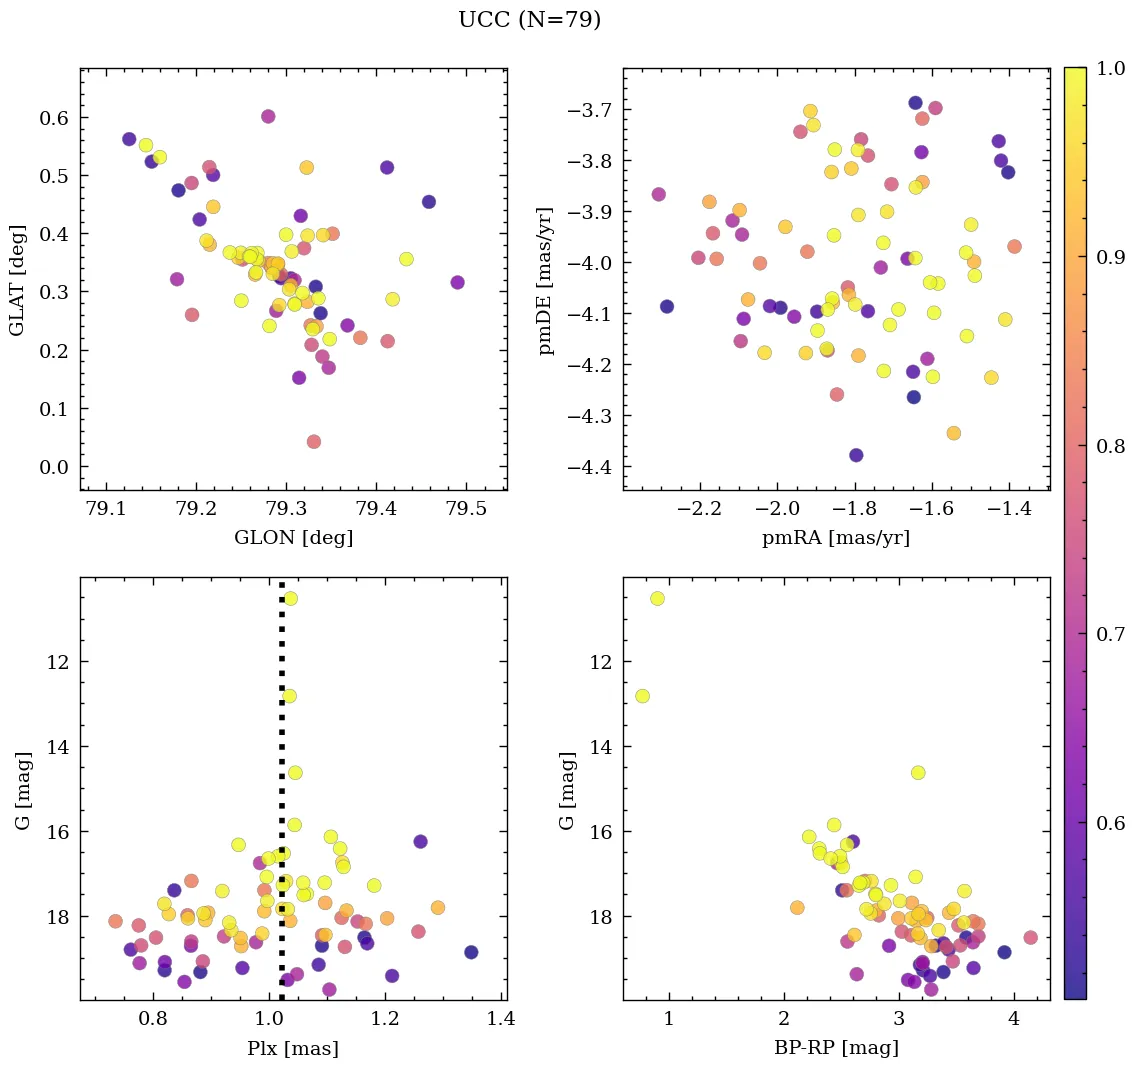 UCC (N=79)
0.6
0.5
0.4
0.3
0.2
0.1
0.0
GLAT [deg]
79.1 79.2 79.3 79.4 79.5
GLON [deg]
−3.7
−3.8
−3.9
−4.0
−4.1
−4.2
−4.3
−4.4
pmDE [mas/yr]
−2.2 −2.0 −1.8 −1.6 −1.4
pmRA [mas/yr]
12
14
16
18
G [mag]
0.8 1.0 1.2 1.4
Plx [mas]
12
14
16
18
G [mag]
1 2 3 4
BP-RP [mag]
1.0
0.9
0.8
0.7
0.6